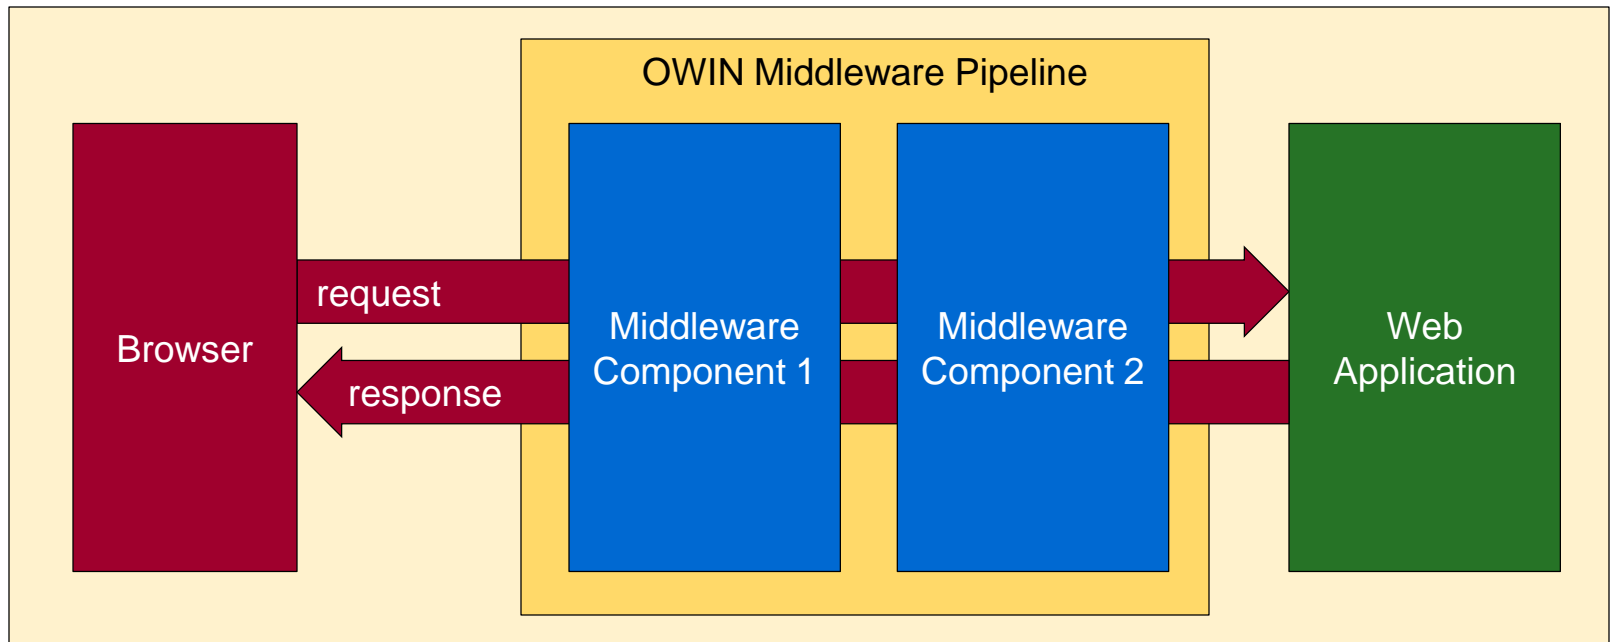 OWIN Middleware Pipeline
request
Browser
response
Middleware
Component 1
Middleware
Component 2
Web
Application